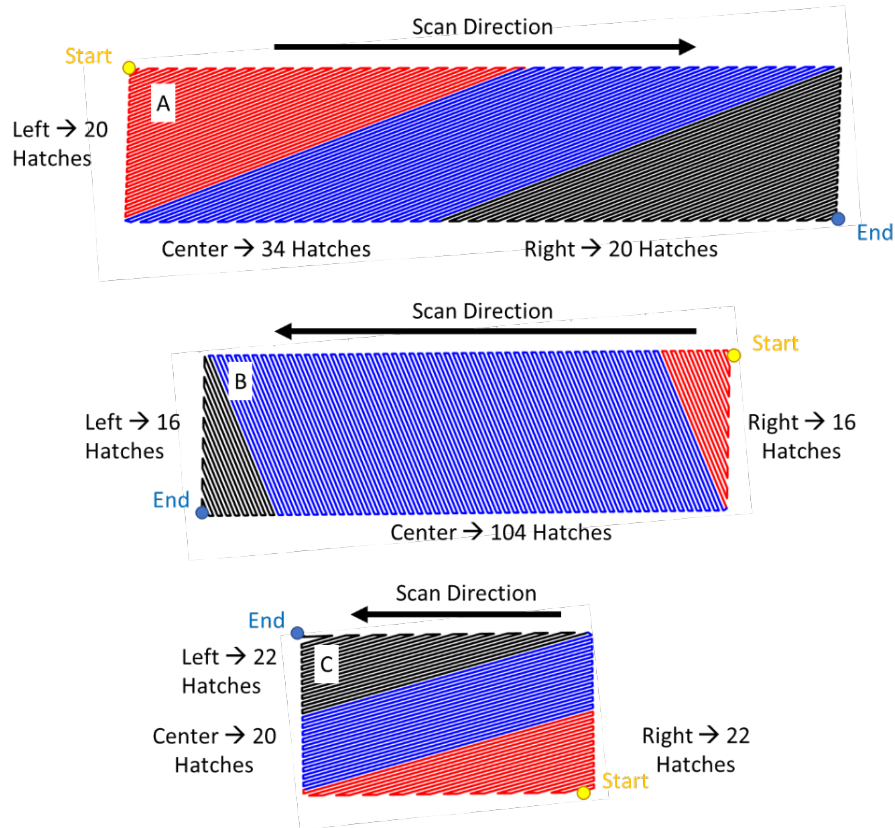 Scan Direction
Start
A
Left → 20
Hatches
Center → 34 Hatches
Right → 20 Hatches
End
Scan Direction
Start
B
Left → 16
Hatches
Right → 16
Hatches
End
Center → 104 Hatches
Scan Direction
End
Left → 22
Hatches
C
Center → 20
Hatches
Right → 22
Hatches
Start